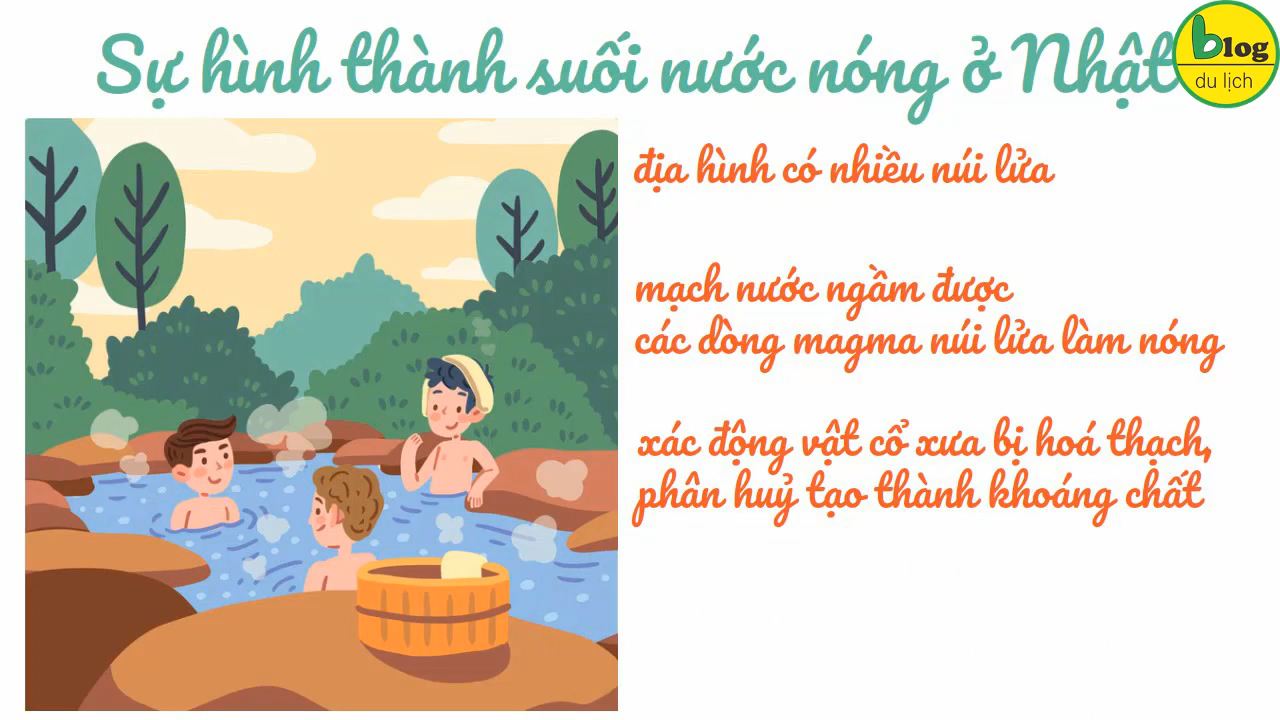 Sự hình thành suối nước nóng ở Nhật
blog
du lịch
địa hình có nhiều núi lửa
mạch nước ngầm được
các dòng magma núi lửa làm nóng
xác động vật cổ xưa bị hoá thạch,
phân huỷ tạo thành khoáng chất